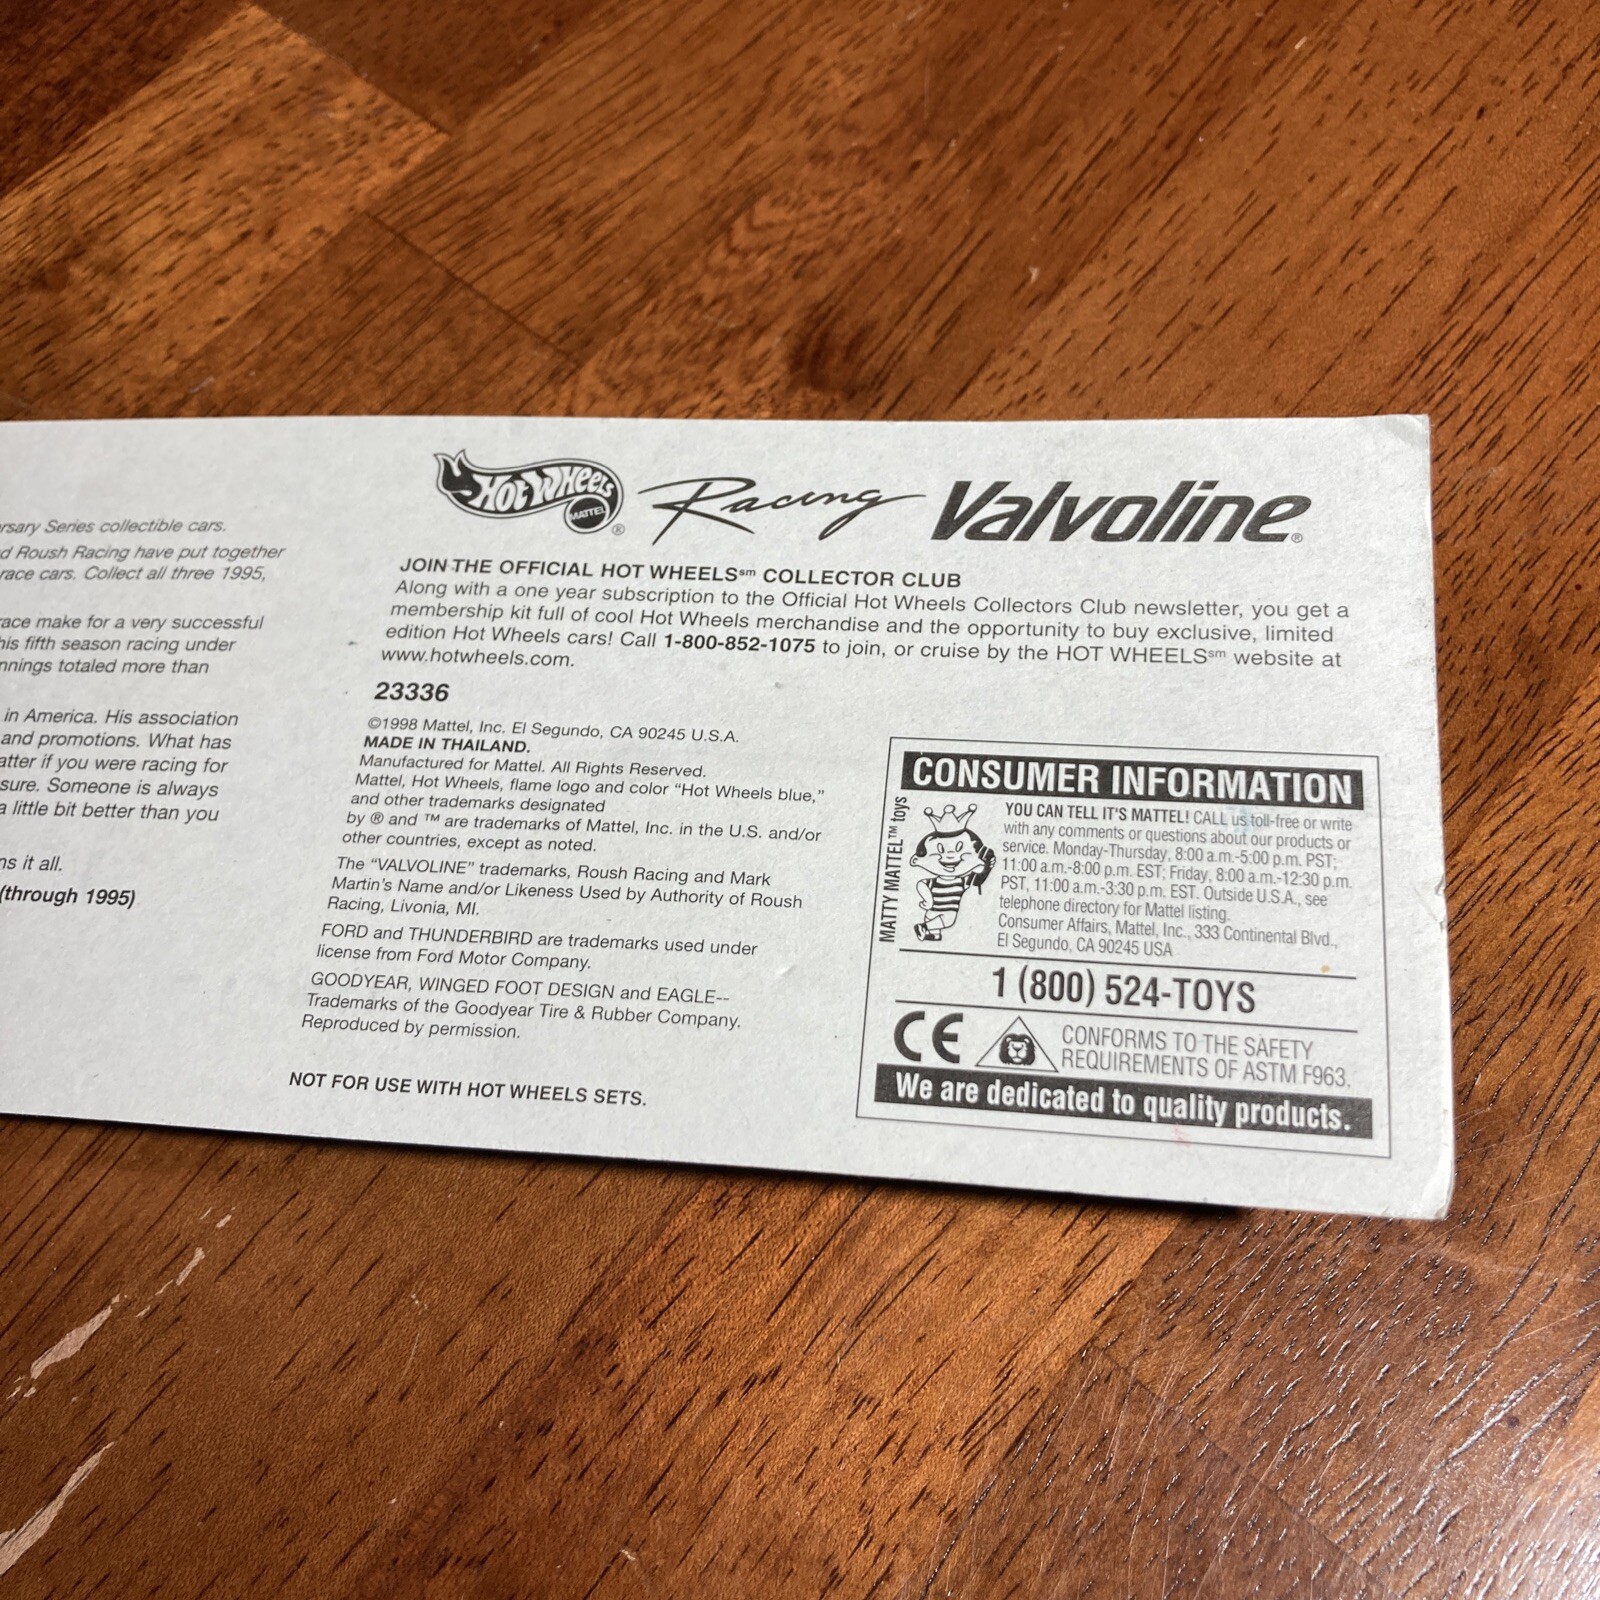 rsary Series collectible cars.
d Roush Racing have put together
race cars. Collect all three 1995,
race make for a very successful
his fifth season racing under
nnings totaled more than
in America. His association
and promotions. What has
atter if you were racing for
sure. Someone is always
a little bit better than you
ns it all.
(through 1995)
Hot Wheels MATTEL ® Racing Valvoline®
JOIN THE OFFICIAL HOT WHEELS℠ COLLECTOR CLUB
Along with a one year subscription to the Official Hot Wheels Collectors Club newsletter, you get a
membership kit full of cool Hot Wheels merchandise and the opportunity to buy exclusive, limited
edition Hot Wheels cars! Call 1-800-852-1075 to join, or cruise by the HOT WHEELS℠ website at
www.hotwheels.com.
23336
©1998 Mattel, Inc. El Segundo, CA 90245 U.S.A.
MADE IN THAILAND.
Manufactured for Mattel. All Rights Reserved.
Mattel, Hot Wheels, flame logo and color “Hot Wheels blue,”
and other trademarks designated
by ® and ™ are trademarks of Mattel, Inc. in the U.S. and/or
other countries, except as noted.
The “VALVOLINE” trademarks, Roush Racing and Mark
Martin's Name and/or Likeness Used by Authority of Roush
Racing, Livonia, MI.
FORD and THUNDERBIRD are trademarks used under
license from Ford Motor Company.
GOODYEAR, WINGED FOOT DESIGN and EAGLE--
Trademarks of the Goodyear Tire & Rubber Company.
Reproduced by permission.
NOT FOR USE WITH HOT WHEELS SETS.
CONSUMER INFORMATION
MATTY MATTEL™ toys
YOU CAN TELL IT'S MATTEL! CALL us toll-free or write
with any comments or questions about our products or
service. Monday-Thursday, 8:00 a.m.-5:00 p.m. PST;
11:00 a.m.-8:00 p.m. EST; Friday, 8:00 a.m.-12:30 p.m.
PST, 11:00 a.m.-3:30 p.m. EST. Outside U.S.A., see
telephone directory for Mattel listing.
Consumer Affairs, Mattel, Inc., 333 Continental Blvd.,
El Segundo, CA 90245 USA
1 (800) 524-TOYS
CE
CONFORMS TO THE SAFETY
REQUIREMENTS OF ASTM F963.
We are dedicated to quality products.